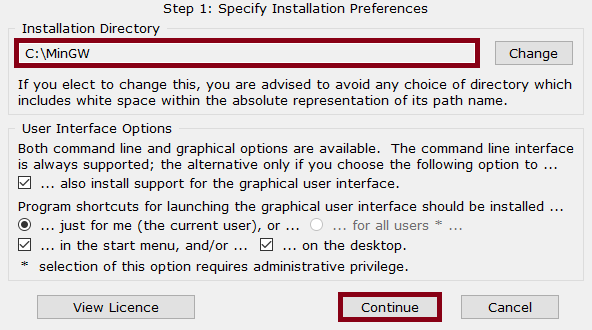 Step 1: Specify Installation Preferences
Installation Directory
C:\MinGW
Change
If you elect to change this, you are advised to avoid any choice of directory which
includes white space within the absolute representation of its path name.
User Interface Options
Both command line and graphical options are available. The command line interface
is always supported; the alternative only if you choose the following option to ...
... also install support for the graphical user interface.
Program shortcuts for launching the graphical user interface should be installed ...
... just for me (the current user), or ... ... for all users * ...
... in the start menu, and/or ... ... on the desktop.
* selection of this option requires administrative privilege.
View Licence Continue Cancel